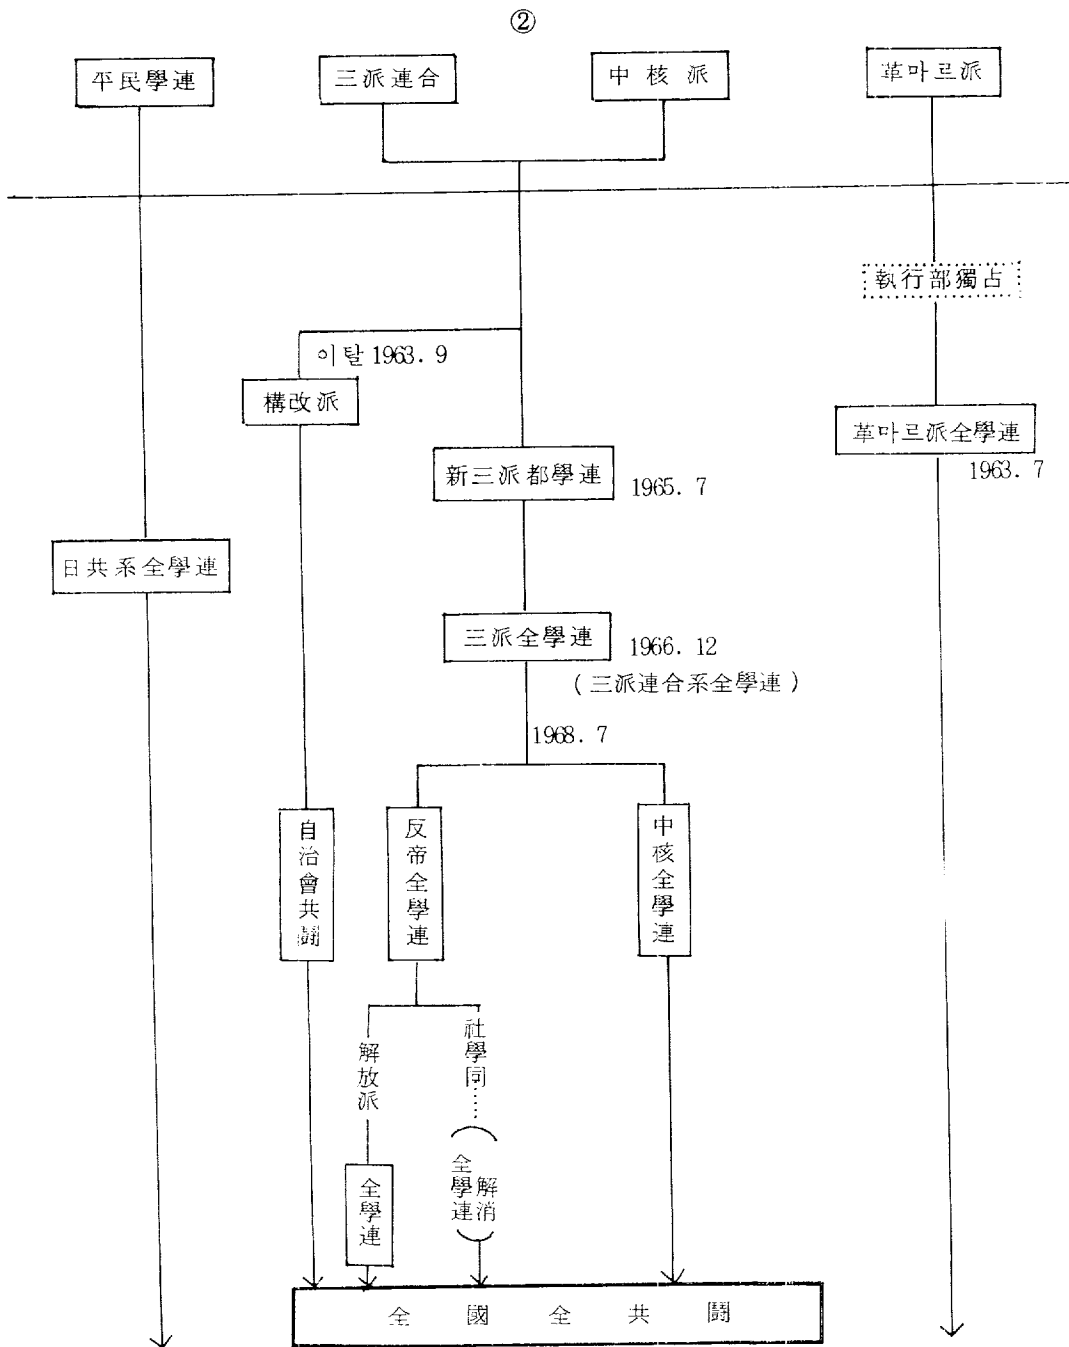 ②
平民學連
三派連合
中核派
革마르派
執行部獨占
이탈 1963. 9
構改派
革마르派全學連
1963. 7
新三派都學連
1965. 7
日共系全學連
三派全學連
1966. 12
(三派連合系全學連)
1968. 7
自治會共鬪
反帝全學連
中核全學連
解放派
社學同……
(全學連
解消)
全學連
全國全共鬪